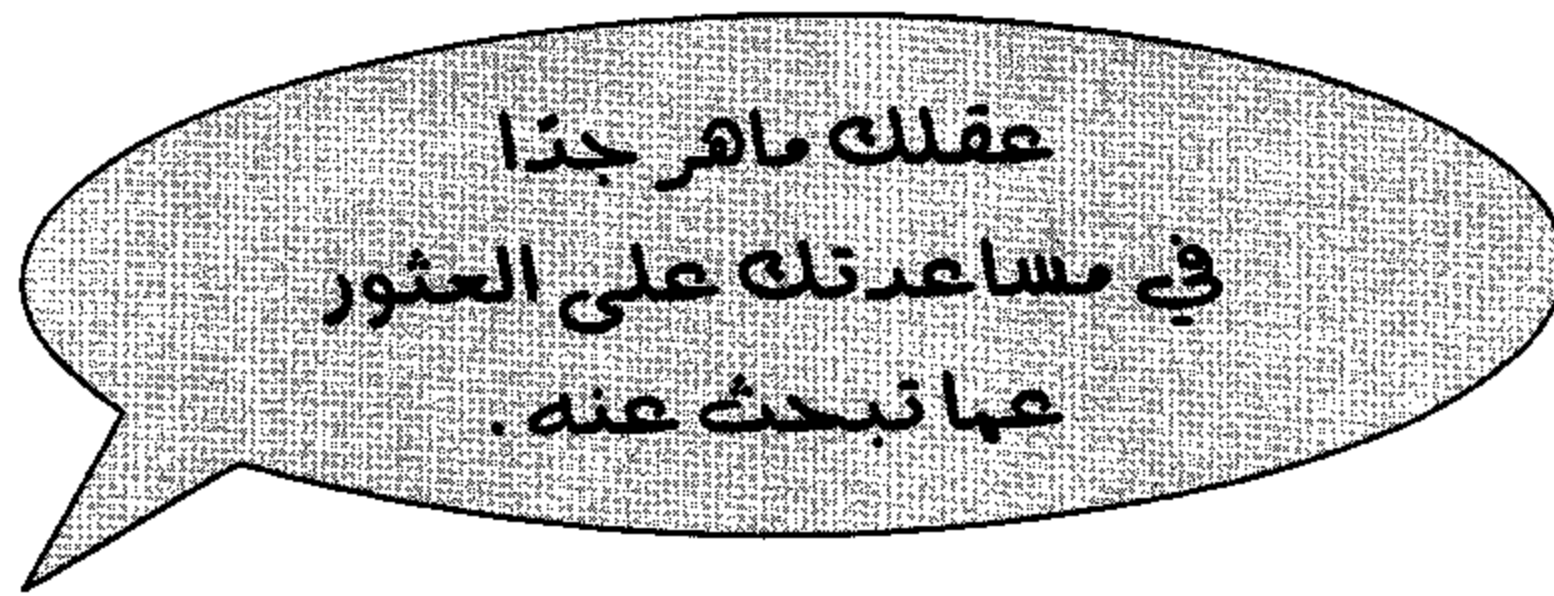 عقلك ماهر جدًا
في مساعدتك على العثور
عما تبحث عنه.